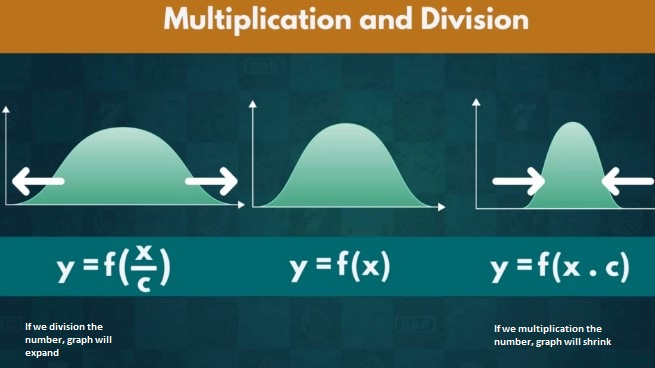 Multiplication and Division
y = f(x/c)
y = f(x)
y = f(x . c)
If we division the
number, graph will
expand
If we multiplication the
number, graph will shrink